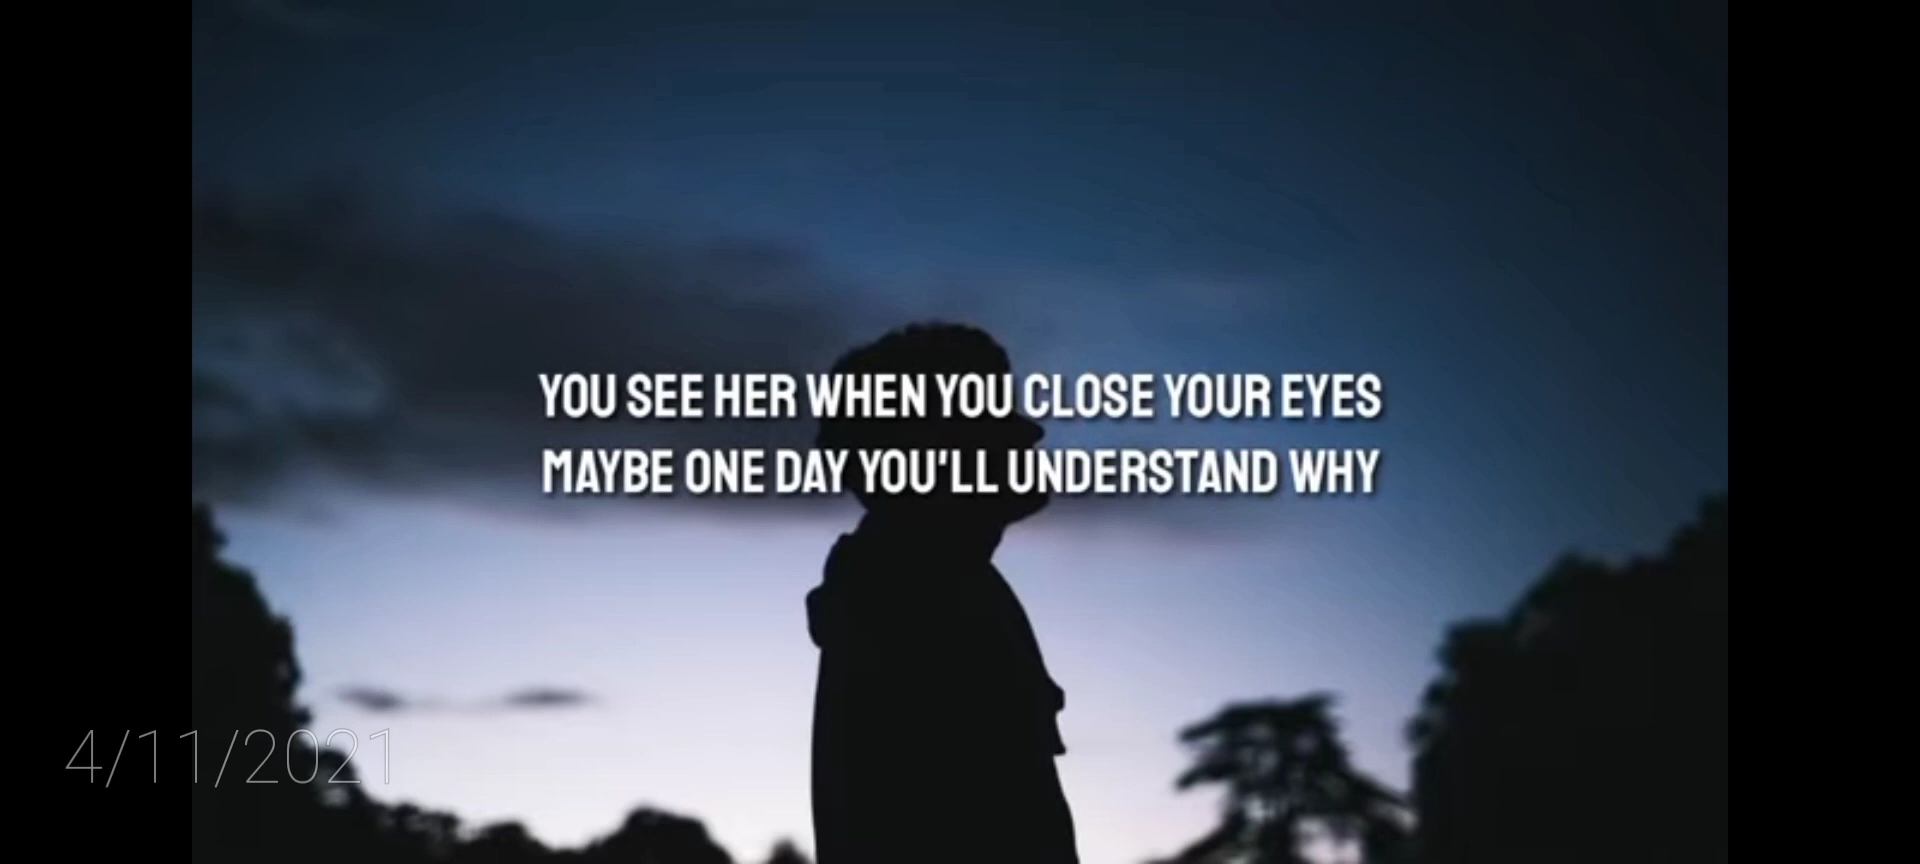 YOU SEE HER WHEN YOU CLOSE YOUR EYES
MAYBE ONE DAY YOU'LL UNDERSTAND WHY
4/11/2021